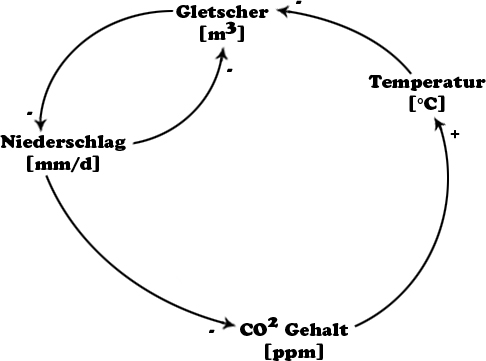 Gletscher
[m³]
-
-
-
Temperatur
[°C]
+
Niederschlag
[mm/d]
-
CO² Gehalt
[ppm]